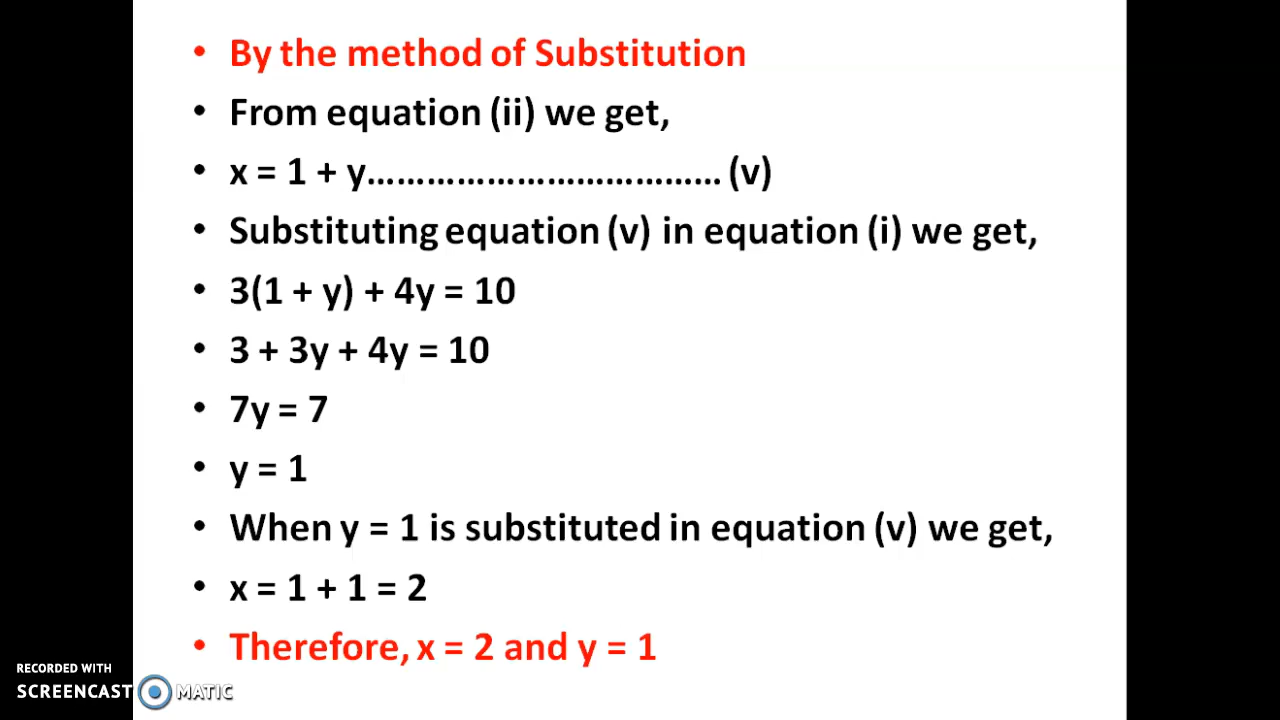 • By the method of Substitution
• From equation (ii) we get,
• x = 1 + y………………………………(v)
• Substituting equation (v) in equation (i) we get,
• 3(1 + y) + 4y = 10
• 3 + 3y + 4y = 10
• 7y = 7
• y = 1
• When y = 1 is substituted in equation (v) we get,
• x = 1 + 1 = 2
• Therefore, x = 2 and y = 1
RECORDED WITH
SCREENCAST MATIC